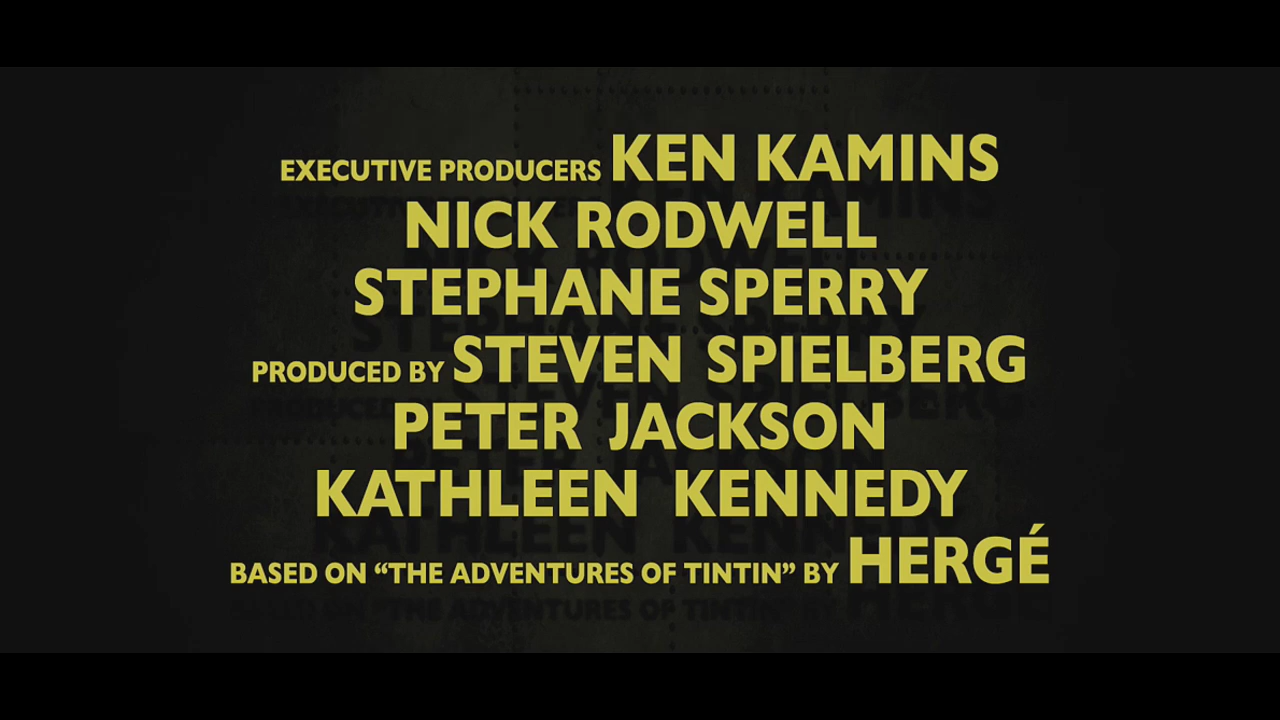 EXECUTIVE PRODUCERS KEN KAMINS
NICK RODWELL
STEPHANE SPERRY
PRODUCED BY STEVEN SPIELBERG
PETER JACKSON
KATHLEEN KENNEDY
BASED ON “THE ADVENTURES OF TINTIN” BY HERGÉ